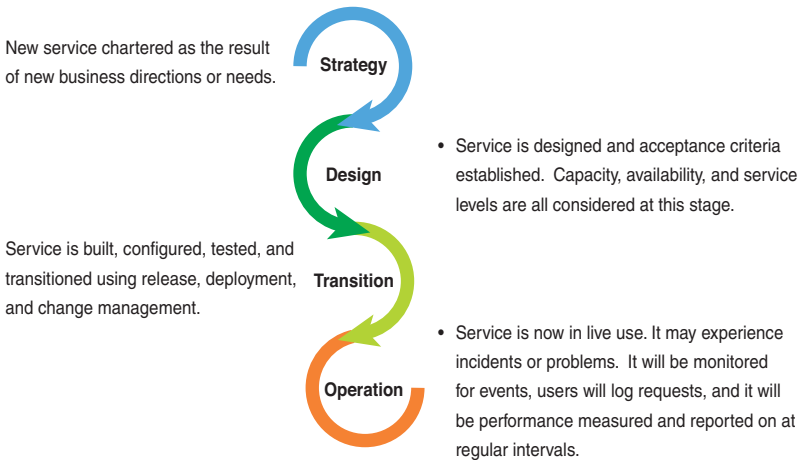 New service chartered as the result
of new business directions or needs.
Strategy
Design
• Service is designed and acceptance criteria
established. Capacity, availability, and service
levels are all considered at this stage.
Service is built, configured, tested, and
transitioned using release, deployment,
and change management.
Transition
Operation
• Service is now in live use. It may experience
incidents or problems. It will be monitored
for events, users will log requests, and it will
be performance measured and reported on at
regular intervals.